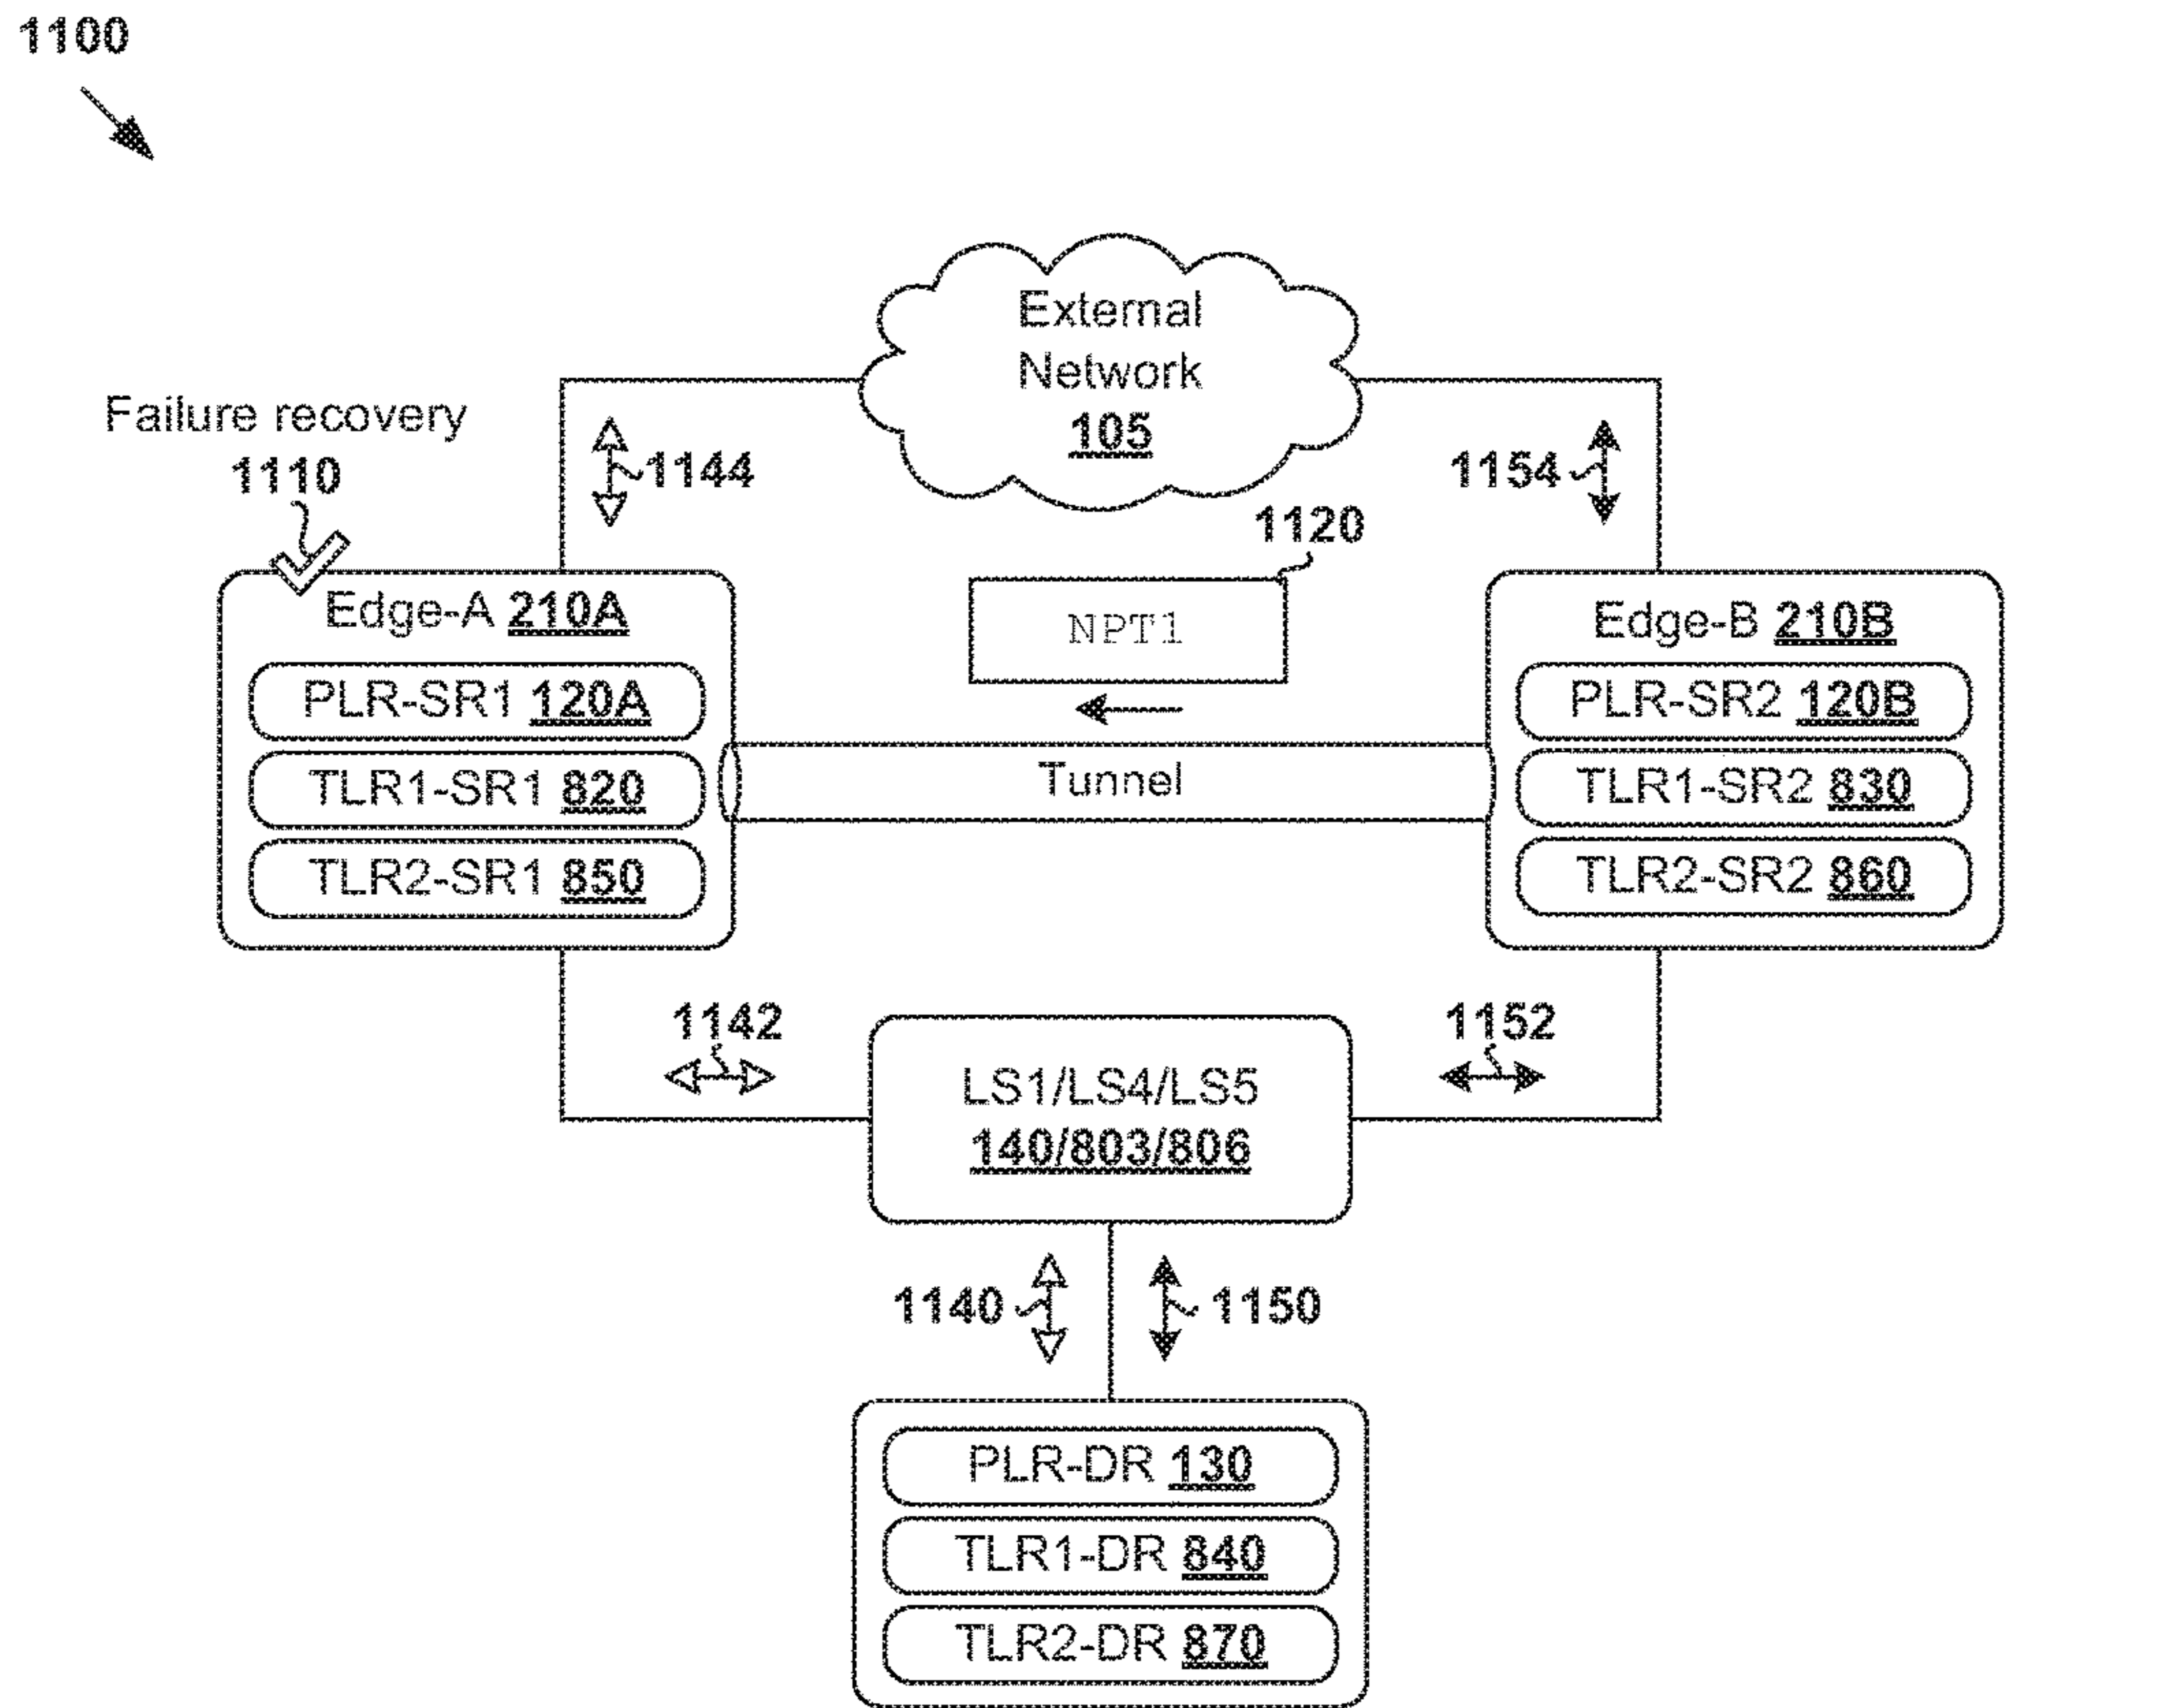 1100
External
Network
105
Failure recovery
1110
1144
1154
1120
NPT1
Edge-A 210A
PLR-SR1 120A
TLR1-SR1 820
TLR2-SR1 850
Tunnel
Edge-B 210B
PLR-SR2 120B
TLR1-SR2 830
TLR2-SR2 860
1142
1152
LS1/LS4/LS5
140/803/806
1140
1150
PLR-DR 130
TLR1-DR 840
TLR2-DR 870